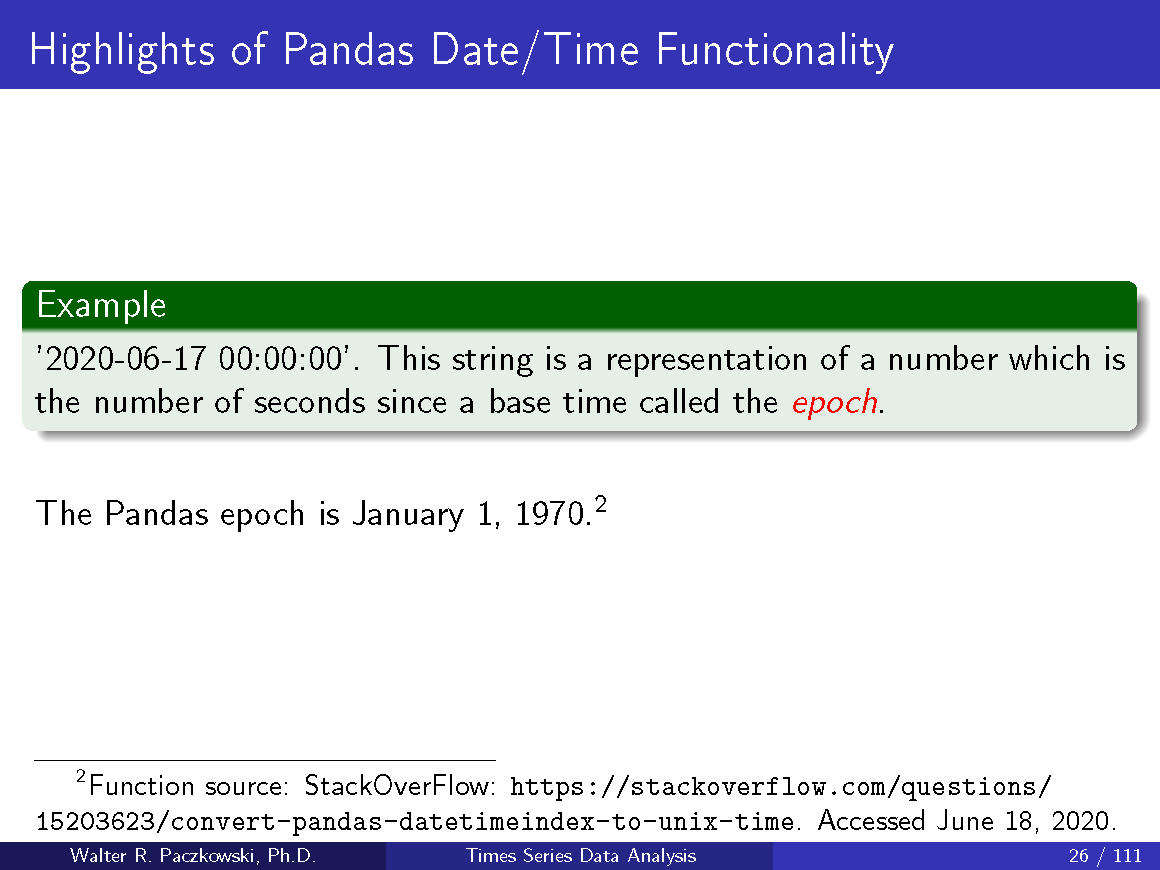 Highlights of Pandas Date/Time Functionality
Example
’2020-06-17 00:00:00’. This string is a representation of a number which is
the number of seconds since a base time called the epoch.
The Pandas epoch is January 1, 1970.²
²Function source: StackOverFlow: https://stackoverflow.com/questions/
15203623/convert-pandas-datetimeindex-to-unix-time. Accessed June 18, 2020.
Walter R. Paczkowski, Ph.D. Times Series Data Analysis 26 / 111